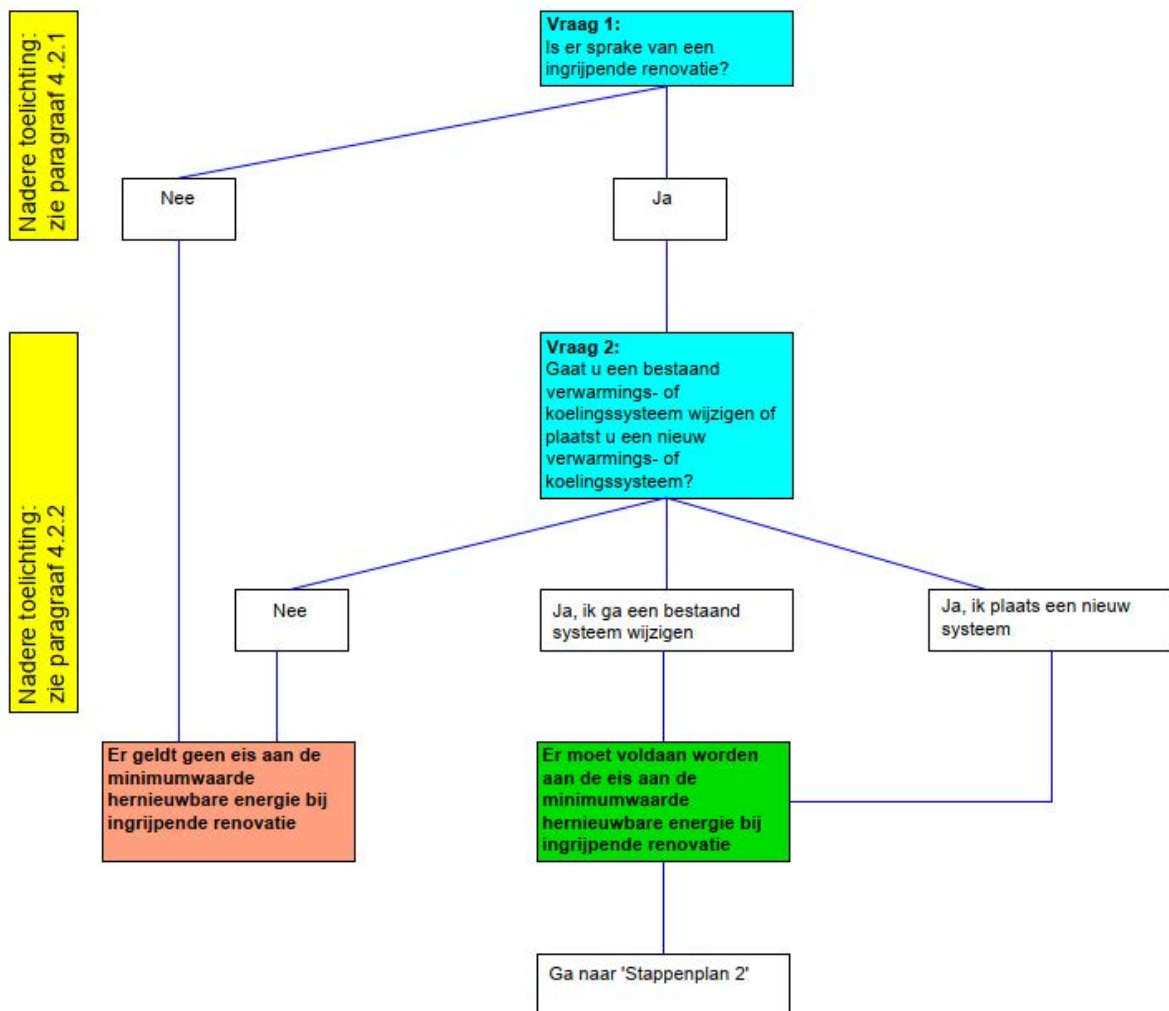 Nadere toelichting:
zie paragraaf 4.2.1
Vraag 1:
Is er sprake van een
ingrijpende renovatie?
Nee
Ja
Nadere toelichting:
zie paragraaf 4.2.2
Vraag 2:
Gaat u een bestaand
verwarmings- of
koelingssysteem wijzigen of
plaatst u een nieuw
verwarmings- of
koelingssysteem?
Nee
Ja, ik ga een bestaand
systeem wijzigen
Ja, ik plaats een nieuw
systeem
Er geldt geen eis aan de
minimumwaarde
hernieuwbare energie bij
ingrijpende renovatie
Er moet voldaan worden
aan de eis aan de
minimumwaarde
hernieuwbare energie bij
ingrijpende renovatie
Ga naar 'Stappenplan 2'